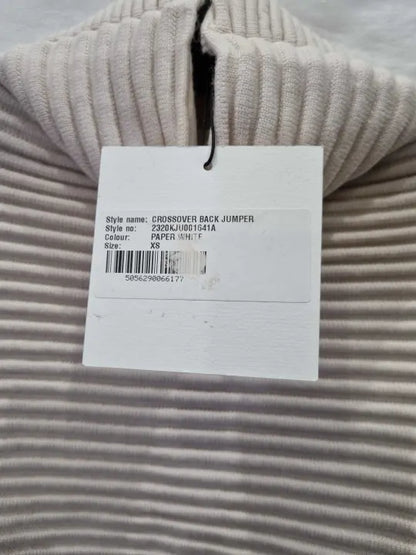 Style name: CROSSOVER BACK JUMPER
Style no: 2320KJU001641A
Colour: PAPER WHITE
Size: XS
5056290066177